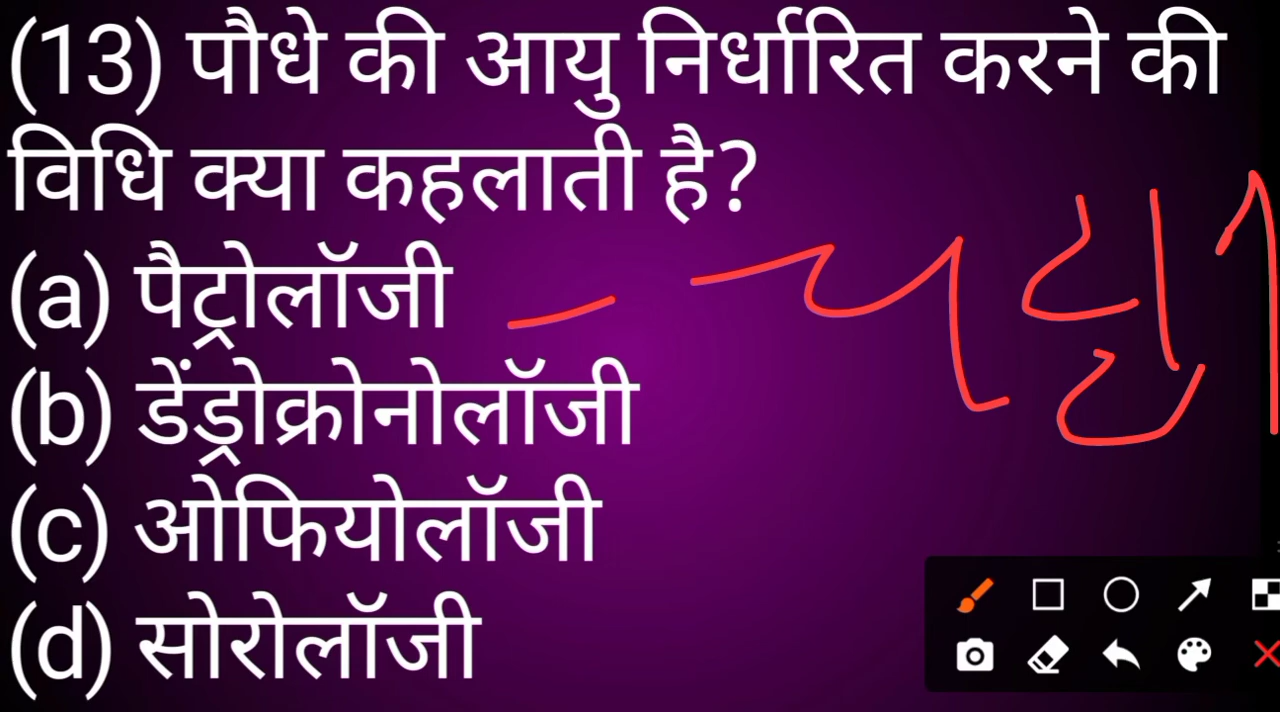 (13) पौधे की आयु निर्धारित करने की
विधि क्या कहलाती है?
(a) पैट्रोलॉजी
(b) डेंड्रोक्रोनोलॉजी
(c) ओफियोलॉजी
(d) सोरोलॉजी